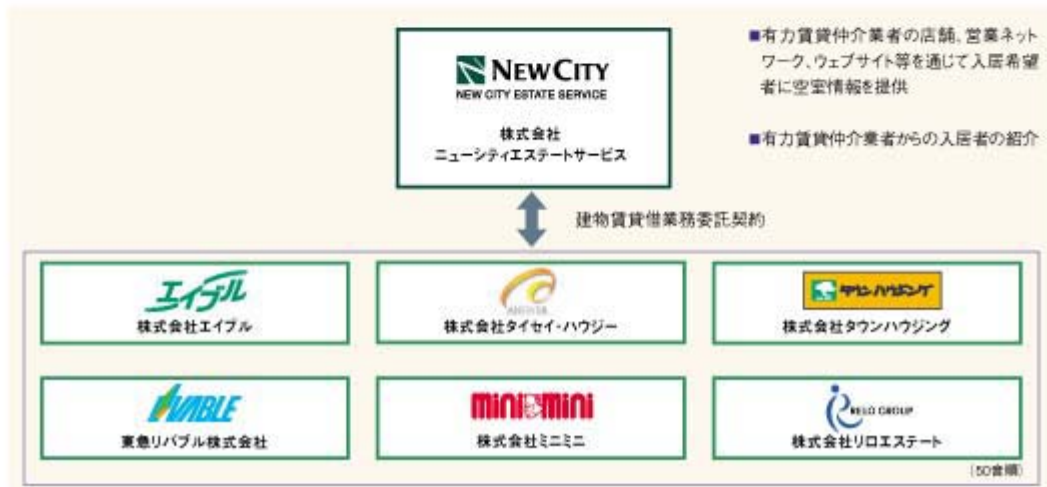 NEW CITY
NEW CITY ESTATE SERVICE
株式会社
ニューシティエステートサービス
■有力賃貸仲介業者の店舗、営業ネット
ワーク、ウェブサイト等を通じて入居希望
者に空室情報を提供
■有力賃貸仲介業者からの入居者の紹介
建物賃貸借業務委託契約
エイブル
株式会社エイブル
株式会社タイセイ・ハウジー
タウンハウジング
株式会社タウンハウジング
LIVABLE
東急リバブル株式会社
mini mini
株式会社ミニミニ
RELO GROUP
株式会社リロエステート
(50音順)